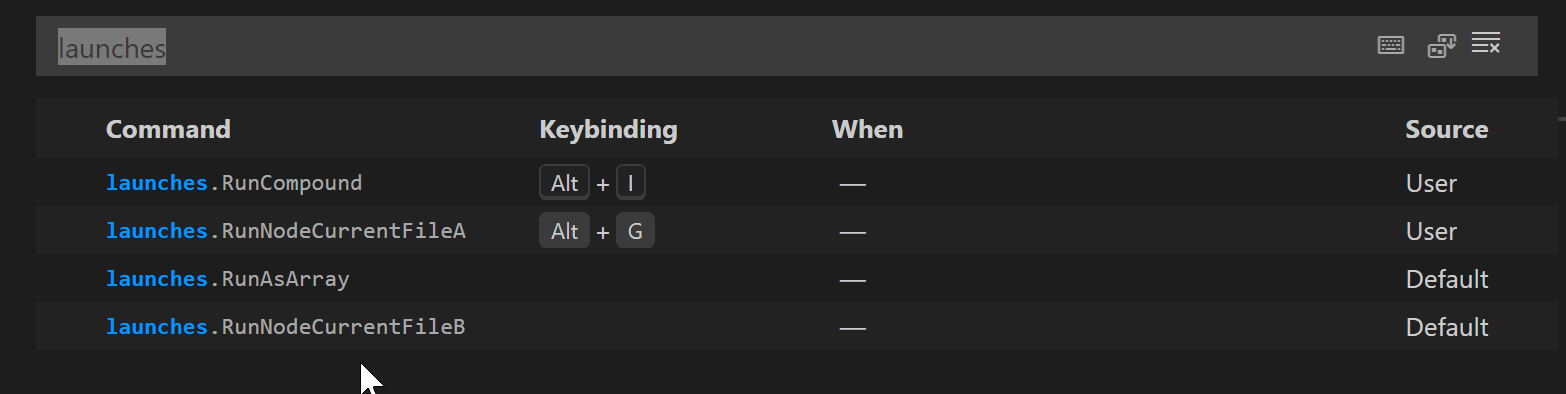 launches
Command Keybinding When Source
launches.RunCompound Alt + I — User
launches.RunNodeCurrentFileA Alt + G — User
launches.RunAsArray — Default
launches.RunNodeCurrentFileB — Default